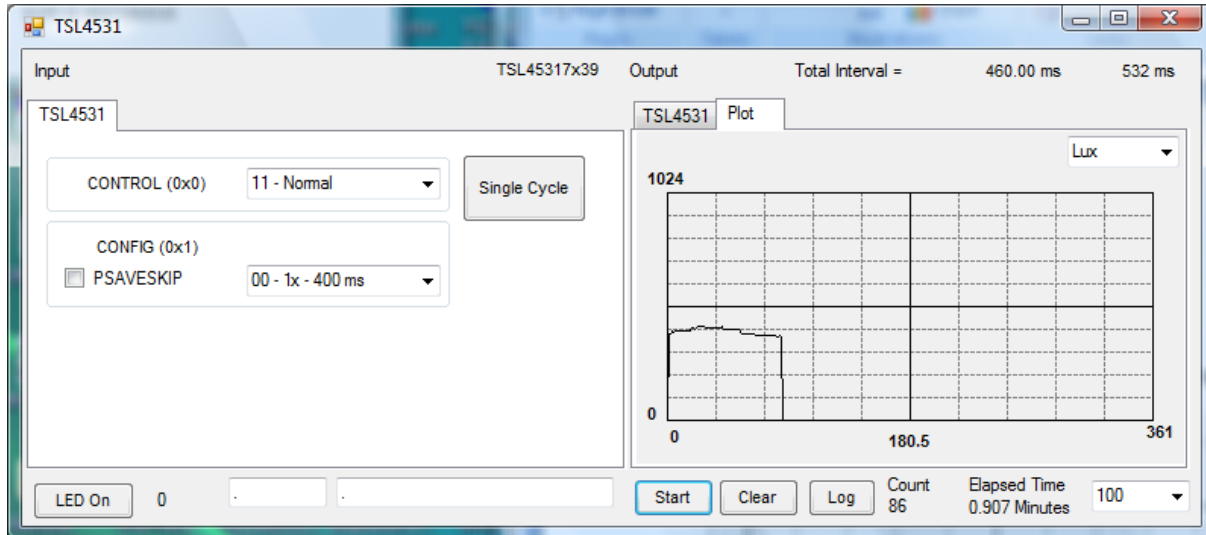 TSL4531
Input
TSL45317x39
Output
Total Interval =
460.00 ms
532 ms
TSL4531
CONTROL (0x0)
11 - Normal
Single Cycle
CONFIG (0x1)
PSAVESKIP
00 - 1x - 400 ms
TSL4531
Plot
Lux
1024
0
0
180.5
361
LED On
0
.
.
Start
Clear
Log
Count
86
Elapsed Time
0.907 Minutes
100